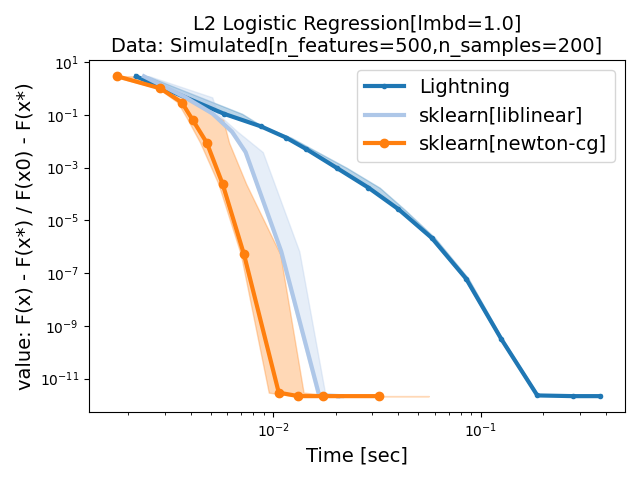 L2 Logistic Regression[lmbd=1.0]
Data: Simulated[n_features=500,n_samples=200]
value: F(x) - F(x*) / F(x0) - F(x*)
10¹
10⁻¹
10⁻³
10⁻⁵
10⁻⁷
10⁻⁹
10⁻¹¹
Lightning
sklearn[liblinear]
sklearn[newton-cg]
10⁻²
10⁻¹
Time [sec]